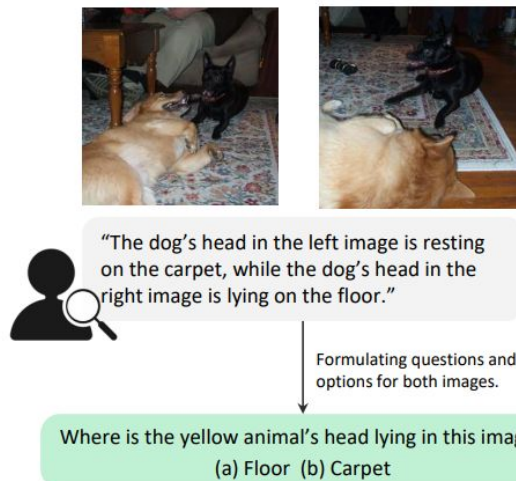 “The dog’s head in the left image is resting
on the carpet, while the dog’s head in the
right image is lying on the floor.”
Formulating questions and
options for both images.
Where is the yellow animal’s head lying in this
(a) Floor (b) Carpet